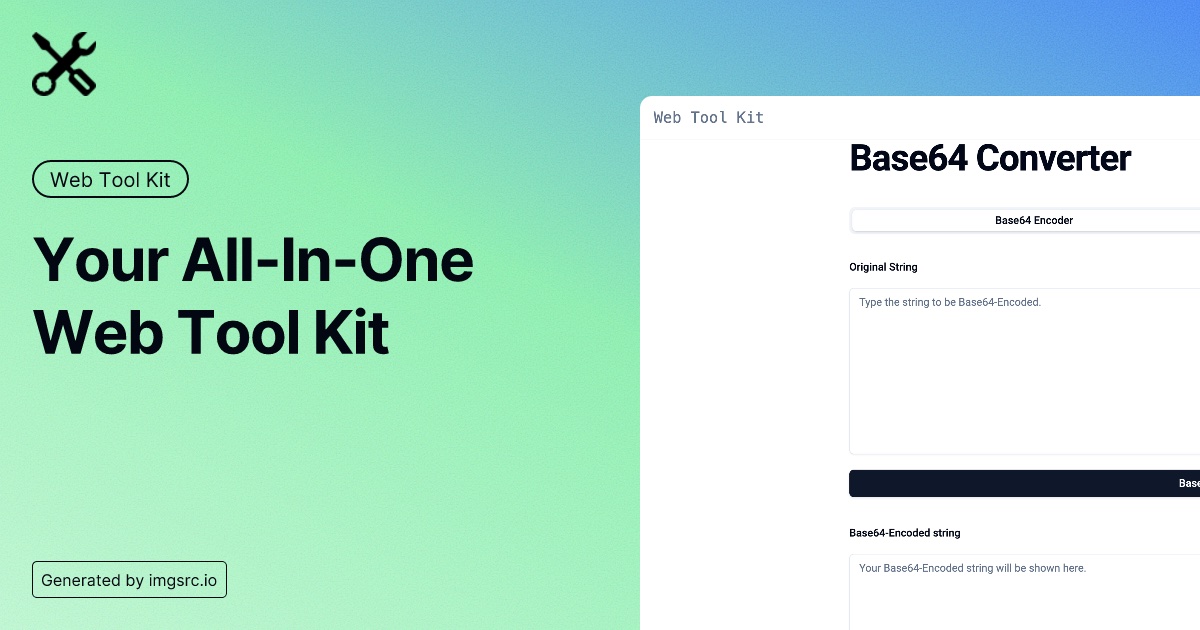 Web Tool Kit
Your All-In-One
Web Tool Kit
Generated by imgsrc.io
Web Tool Kit
Base64 Converter
Base64 Encoder
Original String
Type the string to be Base64-Encoded.
Base
Base64-Encoded string
Your Base64-Encoded string will be shown here.